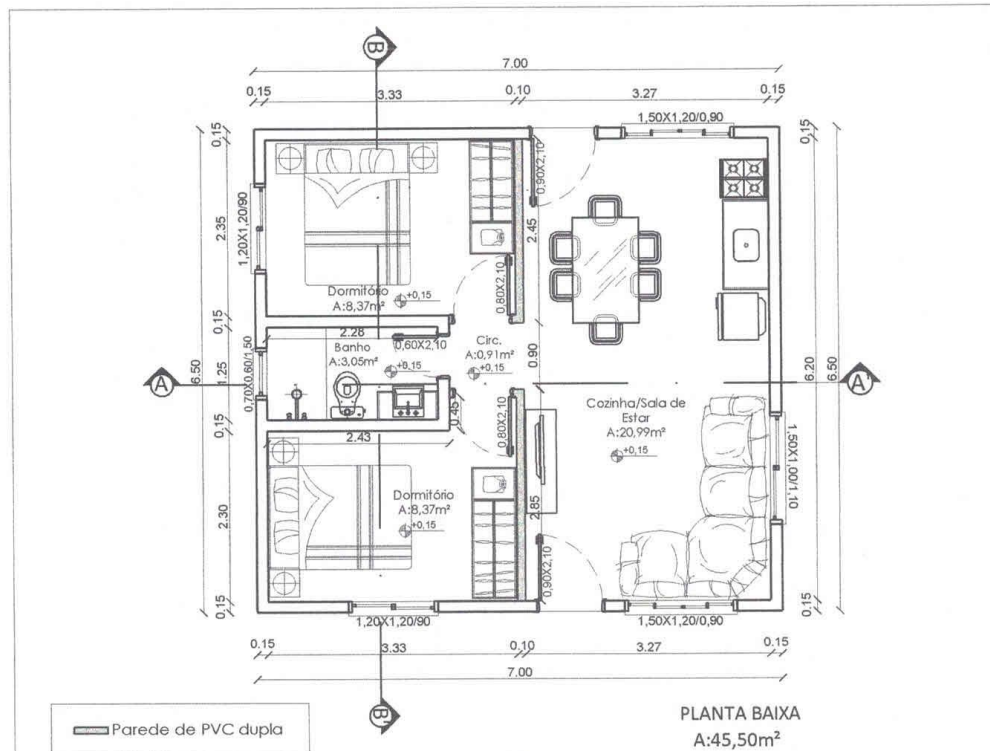 B
7.00
0.15 3.33 0.10 3.27 0.15
1,50X1,20/0,90
0,15
0,90X2,10
0,15
2.35
1,20X1,20/90
2.45
0,80X2,10
Dormitório
A:8,37m²
+0,15
0.15
2.28
0,60X2,10
Circ.
A:0,91m²
+0,15
0.90
Banho
A:3,05m²
+0,15
A
6.50
1.25
0,70X0,60/1,50
6.20
6.50
A'
Cozinha/Sala de
Estar
A:20,99m²
+0,15
0.15
2.43
0.45
0,80X2,10
1,50X1,00/1,10
Dormitório
A:8,37m²
+0,15
2.30
2.85
0,90X2,10
0,15
0,15
1,20X1,20/90
1,50X1,20/0,90
0.15 3.33 0.10 3.27 0.15
7.00
B'
Parede de PVC dupla
PLANTA BAIXA
A:45,50m²